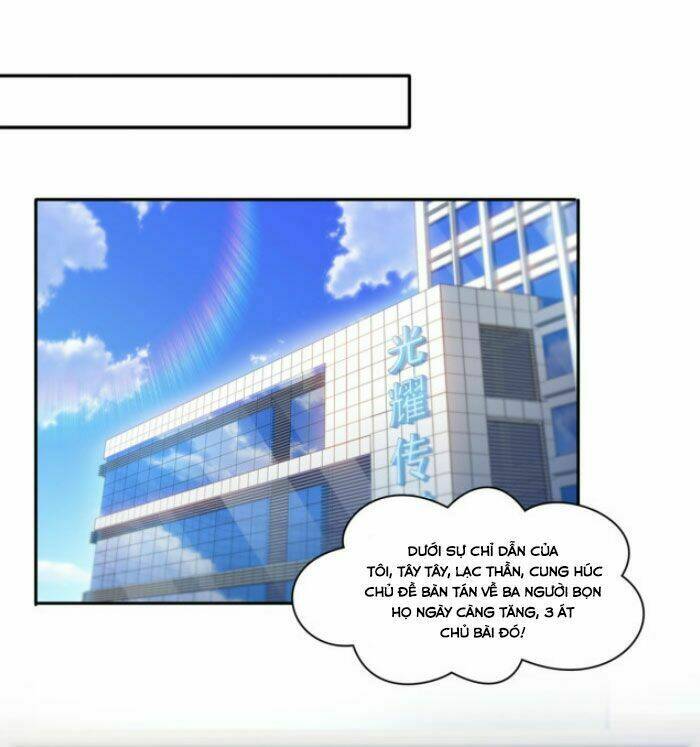 光耀传
DƯỚI SỰ CHỈ DẪN CỦA
TÔI, TÂY TÂY, LẠC THẦN, CUNG HÚC
CHỦ ĐỀ BÀN TÁN VỀ BA NGƯỜI BỌN
HỌ NGÀY CÀNG TĂNG, 3 ÁT
CHỦ BÀI ĐÓ!